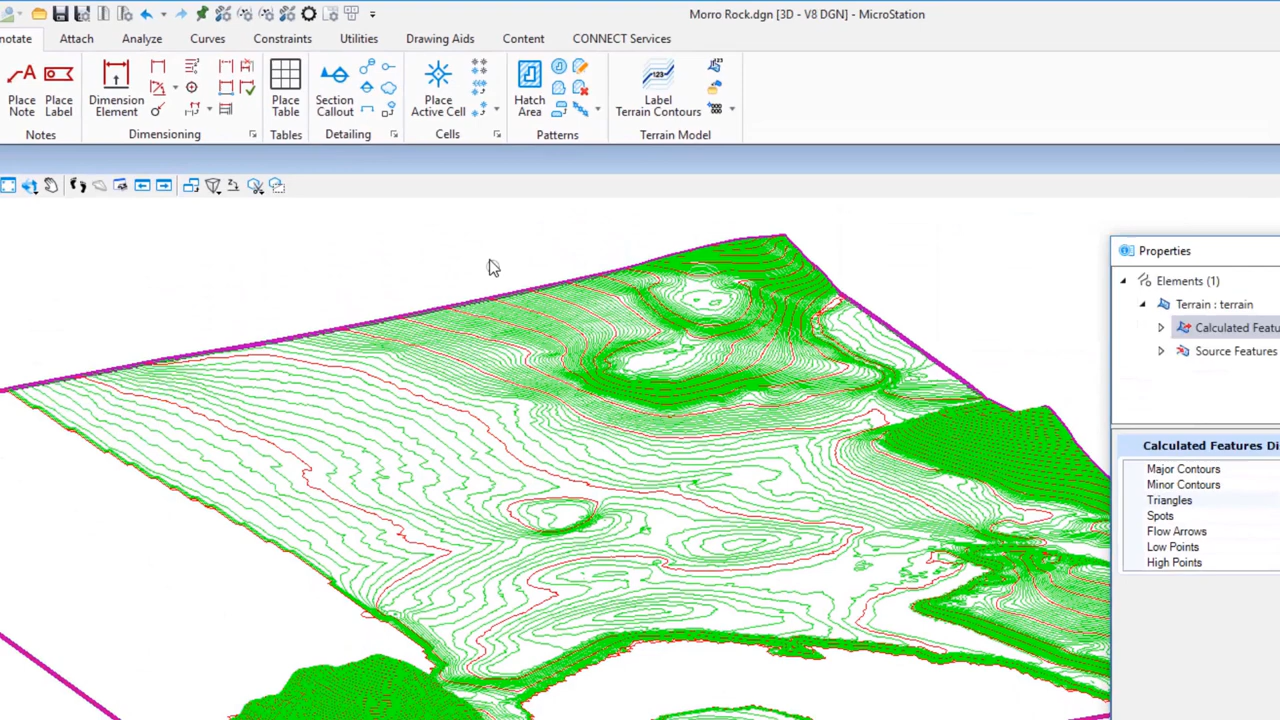 Morro Rock.dgn [3D - V8 DGN] - MicroStation
notate Attach Analyze Curves Constraints Utilities Drawing Aids Content CONNECT Services
Place Note
Place Label
Dimension Element
Place Table
Section Callout
Place Active Cell
Hatch Area
Label Terrain Contours
123
Notes Dimensioning Tables Detailing Cells Patterns Terrain Model
Properties
Elements (1)
Terrain : terrain
Calculated Featu
Source Features
Calculated Features Di
Major Contours
Minor Contours
Triangles
Spots
Flow Arrows
Low Points
High Points